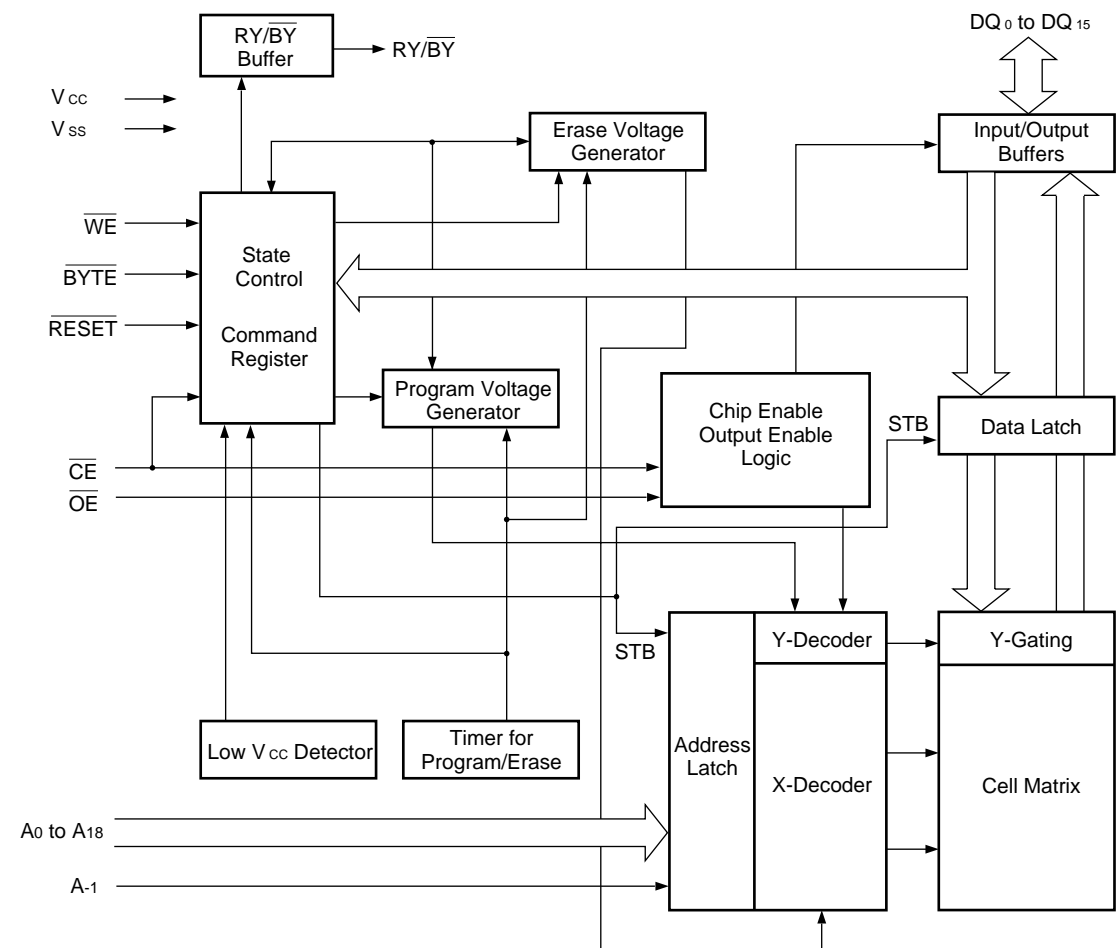 RY/BY
Buffer
RY/BY
DQ0 to DQ15
VCC
VSS
Erase Voltage
Generator
Input/Output
Buffers
WE
BYTE
RESET
State
Control
Command
Register
Program Voltage
Generator
Chip Enable
Output Enable
Logic
STB
Data Latch
CE
OE
STB
Y-Decoder
Y-Gating
Low VCC Detector
Timer for
Program/Erase
Address
Latch
X-Decoder
Cell Matrix
A0 to A18
A-1